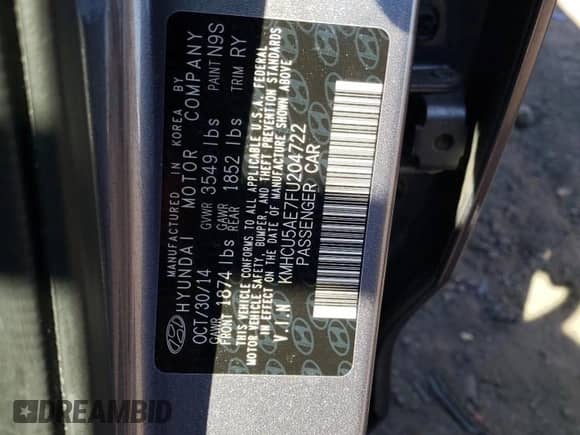 MANUFACTURED IN KOREA BY
HYUNDAI MOTOR COMPANY
OCT/30/14 GVWR 3549 lbs PAINT N9S
GAWR FRONT 1874 lbs GAWR REAR 1852 lbs TRIM RY
THIS VEHICLE CONFORMS TO ALL APPLICABLE U.S.A. FEDERAL
MOTOR VEHICLE SAFETY, BUMPER, AND THEFT PREVENTION STANDARDS
IN EFFECT ON THE DATE OF MANUFACTURE SHOWN ABOVE
V.I.N KMHCU5AE7FU204722
PASSENGER CAR
DREAMBID